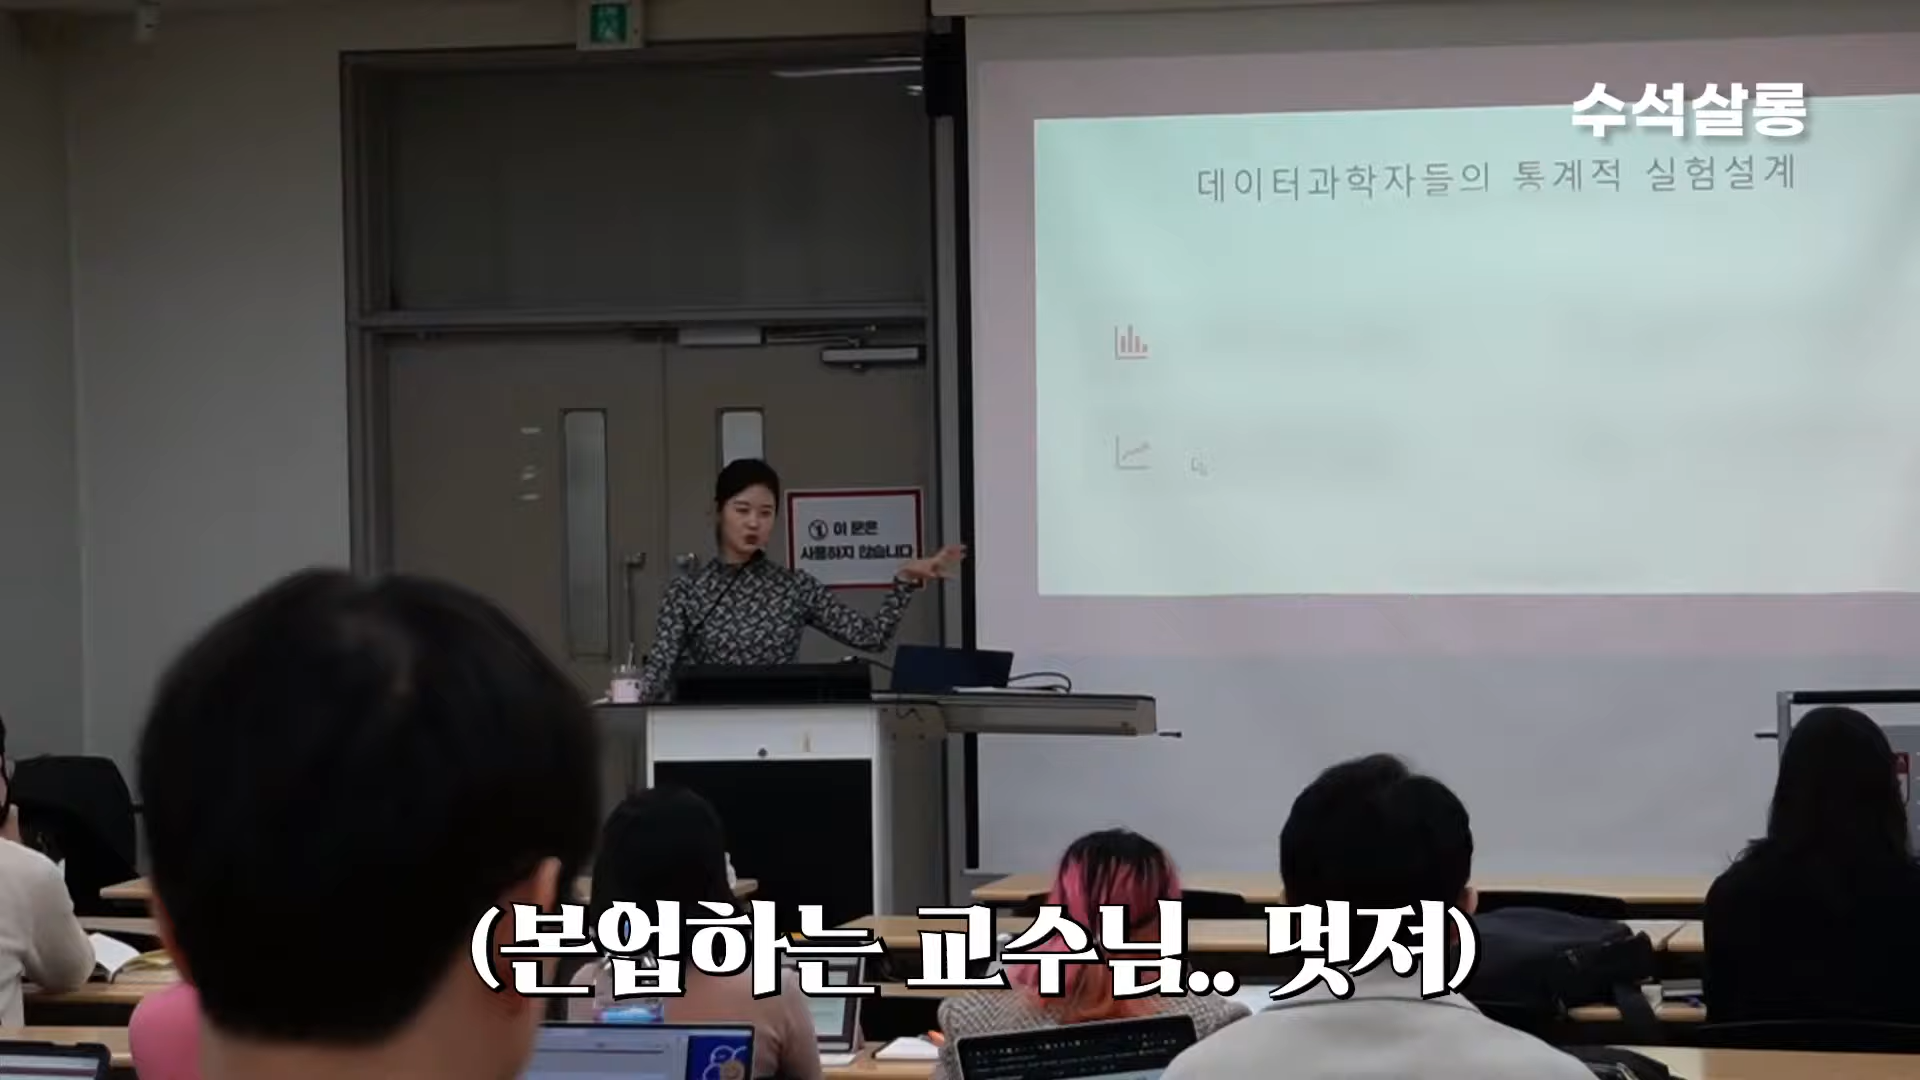 수석살롱
데이터과학자들의 통계적 실험설계
이 문은
사용하지 않습니다
(본업하는 교수님.. 멋져)